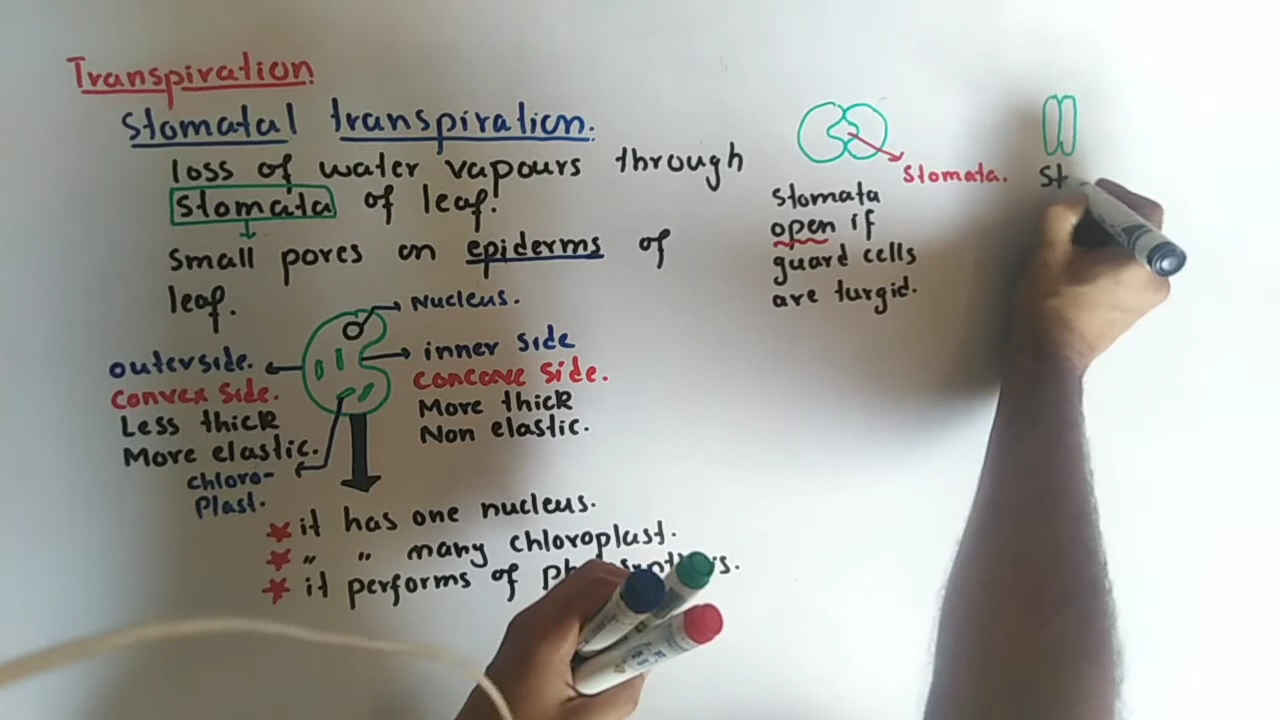 Transpiration
Stomatal transpiration.
loss of water vapours through
Stomata of leaf.
Small pores on epiderms of
leaf.
Nucleus.
outerside.
convex side.
Less thick
More elastic.
chloro-
Plast.
inner side
concave side.
More thick
Non elastic.
it has one nucleus.
" " many chloroplast.
it performs of
Stomata.
Stomata
open if
guard cells
are turgid.
St